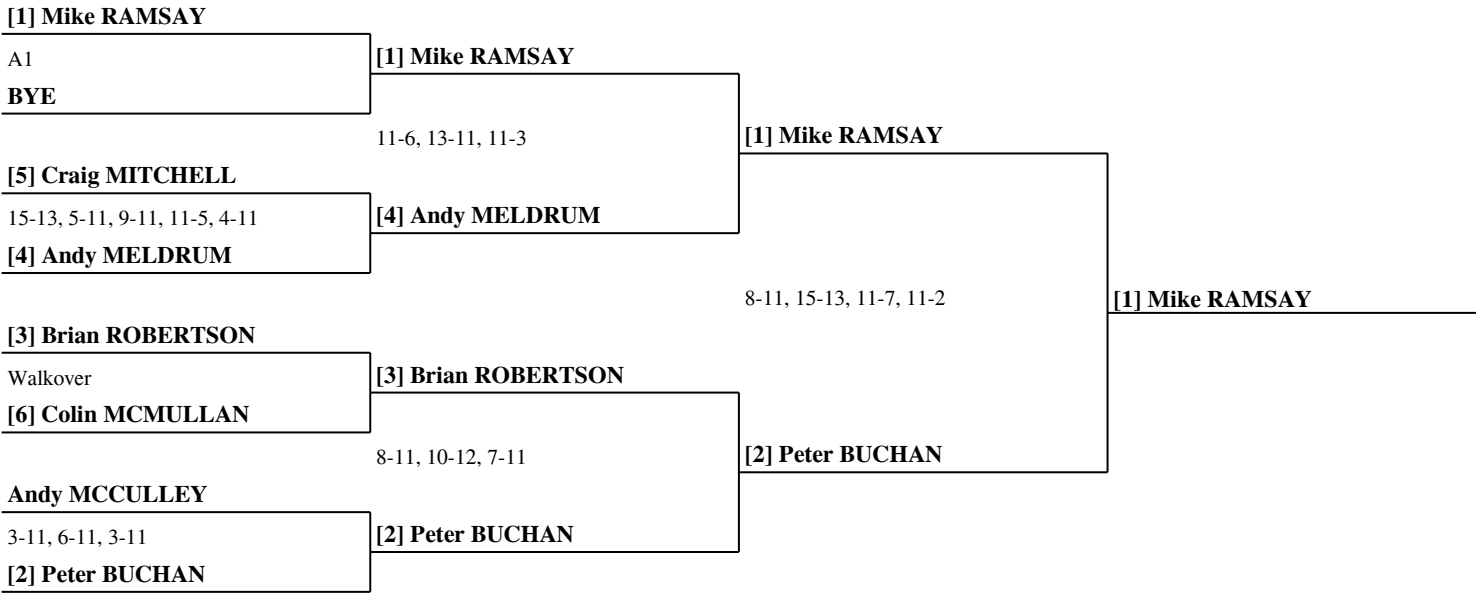 [1] Mike RAMSAY
A1
BYE
[1] Mike RAMSAY
11-6, 13-11, 11-3
[5] Craig MITCHELL
15-13, 5-11, 9-11, 11-5, 4-11
[4] Andy MELDRUM
[4] Andy MELDRUM
[1] Mike RAMSAY
8-11, 15-13, 11-7, 11-2
[1] Mike RAMSAY
[3] Brian ROBERTSON
Walkover
[6] Colin MCMULLAN
[3] Brian ROBERTSON
8-11, 10-12, 7-11
Andy MCCULLEY
3-11, 6-11, 3-11
[2] Peter BUCHAN
[2] Peter BUCHAN
[2] Peter BUCHAN